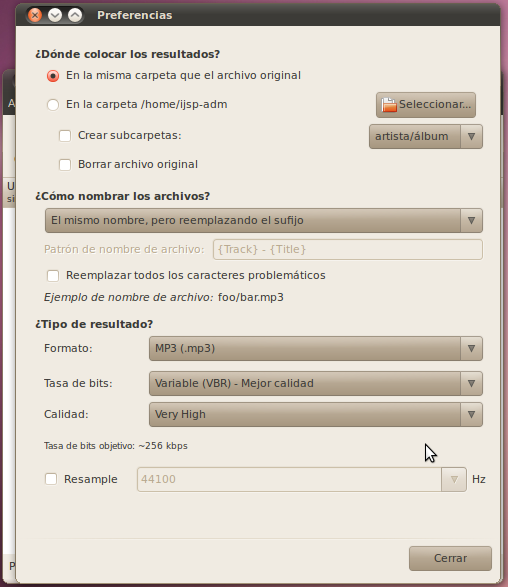 Preferencias
¿Dónde colocar los resultados?
En la misma carpeta que el archivo original
En la carpeta /home/ijsp-adm
Seleccionar...
Crear subcarpetas:
artista/álbum
Borrar archivo original
¿Cómo nombrar los archivos?
El mismo nombre, pero reemplazando el sufijo
Patrón de nombre de archivo:
{Track} - {Title}
Reemplazar todos los caracteres problemáticos
Ejemplo de nombre de archivo: foo/bar.mp3
¿Tipo de resultado?
Formato:
MP3 (.mp3)
Tasa de bits:
Variable (VBR) - Mejor calidad
Calidad:
Very High
Tasa de bits objetivo: ~256 kbps
Resample
44100
Hz
Cerrar